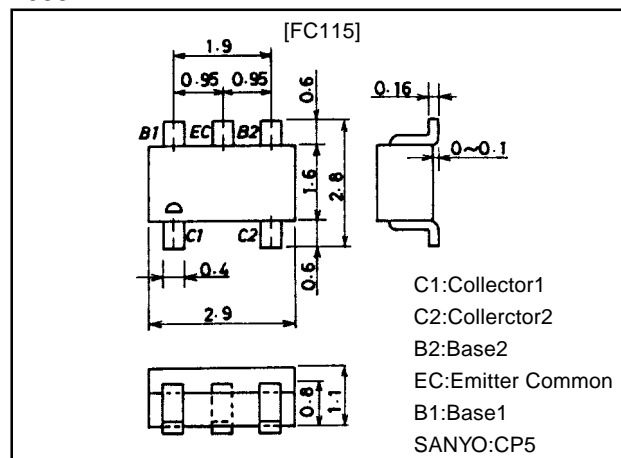 [FC115]
1.9
0.95 0.95
0.6
0.16
B1 EC B2
0~0.1
1.6
2.8
C1 C2
0.6
0.4
2.9
C1:Collector1
C2:Collerctor2
B2:Base2
EC:Emitter Common
B1:Base1
SANYO:CP5
0.8
1.1